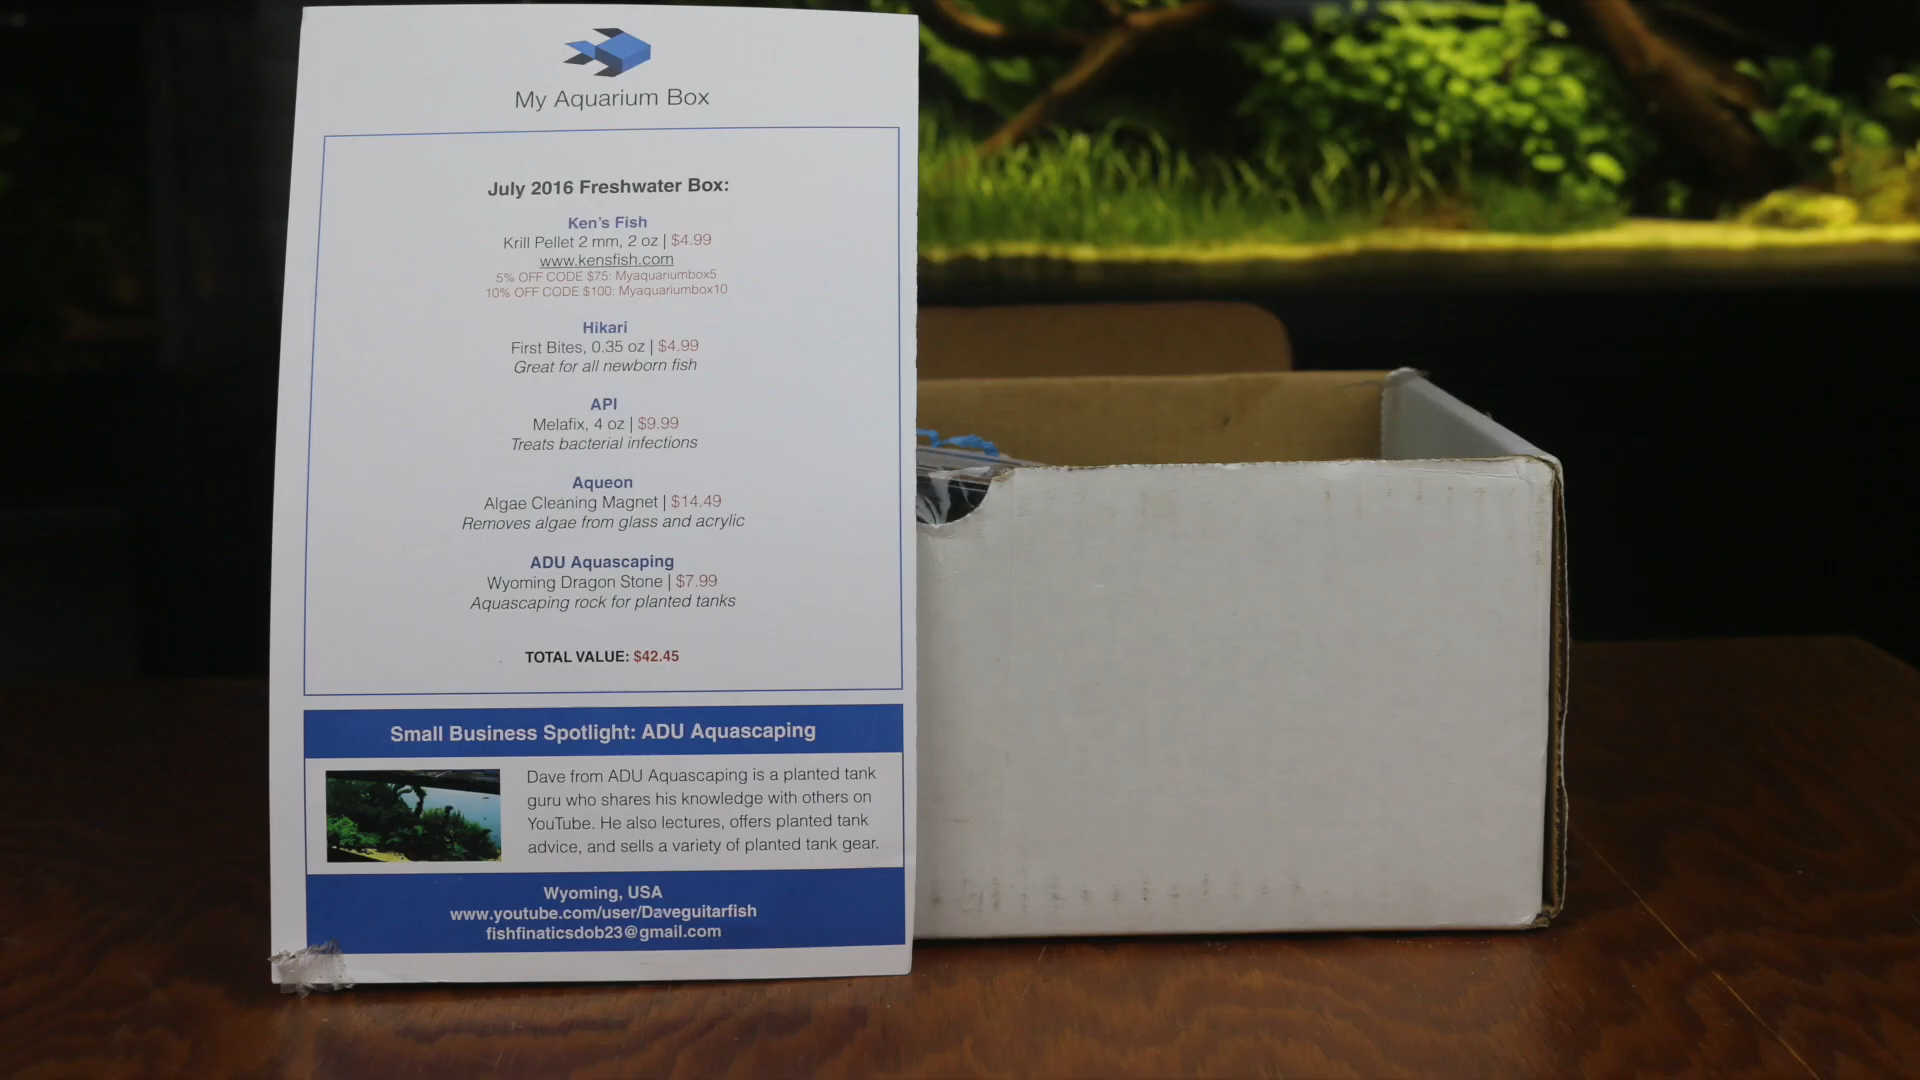 My Aquarium Box
July 2016 Freshwater Box:
Ken's Fish
Krill Pellet 2 mm, 2 oz | $4.99
www.kensfish.com
5% OFF CODE $75: Myaquariumbox5
10% OFF CODE $100: Myaquariumbox10
Hikari
First Bites, 0.35 oz | $4.99
Great for all newborn fish
API
Melafix, 4 oz | $9.99
Treats bacterial infections
Aqueon
Algae Cleaning Magnet | $14.49
Removes algae from glass and acrylic
ADU Aquascaping
Wyoming Dragon Stone | $7.99
Aquascaping rock for planted tanks
TOTAL VALUE: $42.45
Small Business Spotlight: ADU Aquascaping
Dave from ADU Aquascaping is a planted tank
guru who shares his knowledge with others on
YouTube. He also lectures, offers planted tank
advice, and sells a variety of planted tank gear.
Wyoming, USA
www.youtube.com/user/Daveguitarfish
fishfinaticsdob23@gmail.com